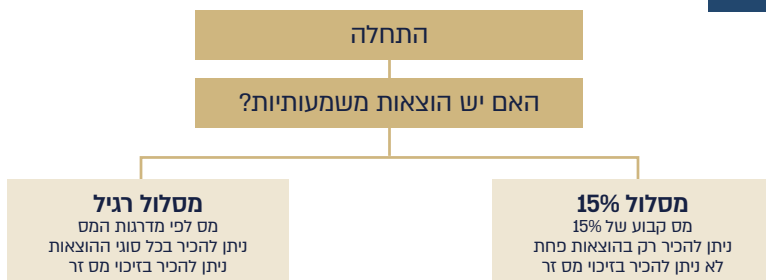 התחלה
האם יש הוצאות משמעותיות?
מסלול 15%
מס קבוע של 15%
ניתן להכיר רק בהוצאות פחת
לא ניתן להכיר בזיכוי מס זר
מסלול רגיל
מס לפי מדרגות המס
ניתן להכיר בכל סוגי ההוצאות
ניתן להכיר בזיכוי מס זר